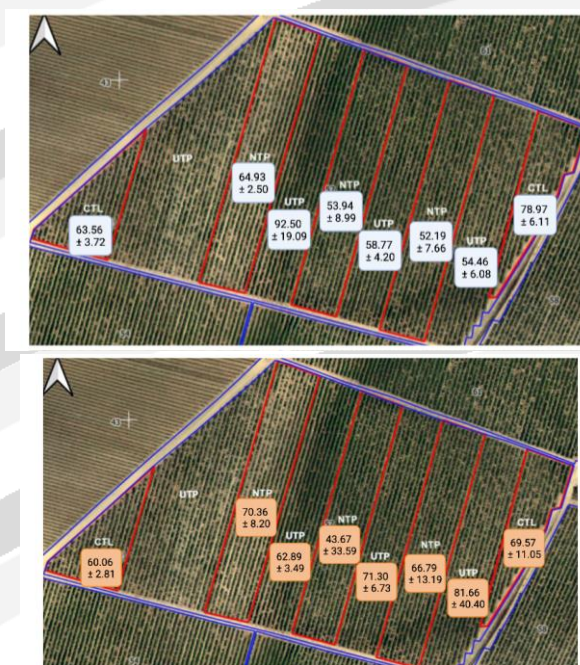 UTP
NTP
64.93
± 2.50
CTL
63.56
± 3.72
UTP
92.50
± 19.09
NTP
53.94
± 8.99
UTP
58.77
± 4.20
NTP
52.19
± 7.66
UTP
54.46
± 6.08
CTL
78.97
± 6.11
UTP
NTP
70.36
± 8.20
CTL
60.06
± 2.81
UTP
62.89
± 3.49
NTP
43.67
± 33.59
UTP
71.30
± 6.73
NTP
66.79
± 13.19
UTP
81.66
± 40.40
CTL
69.57
± 11.05